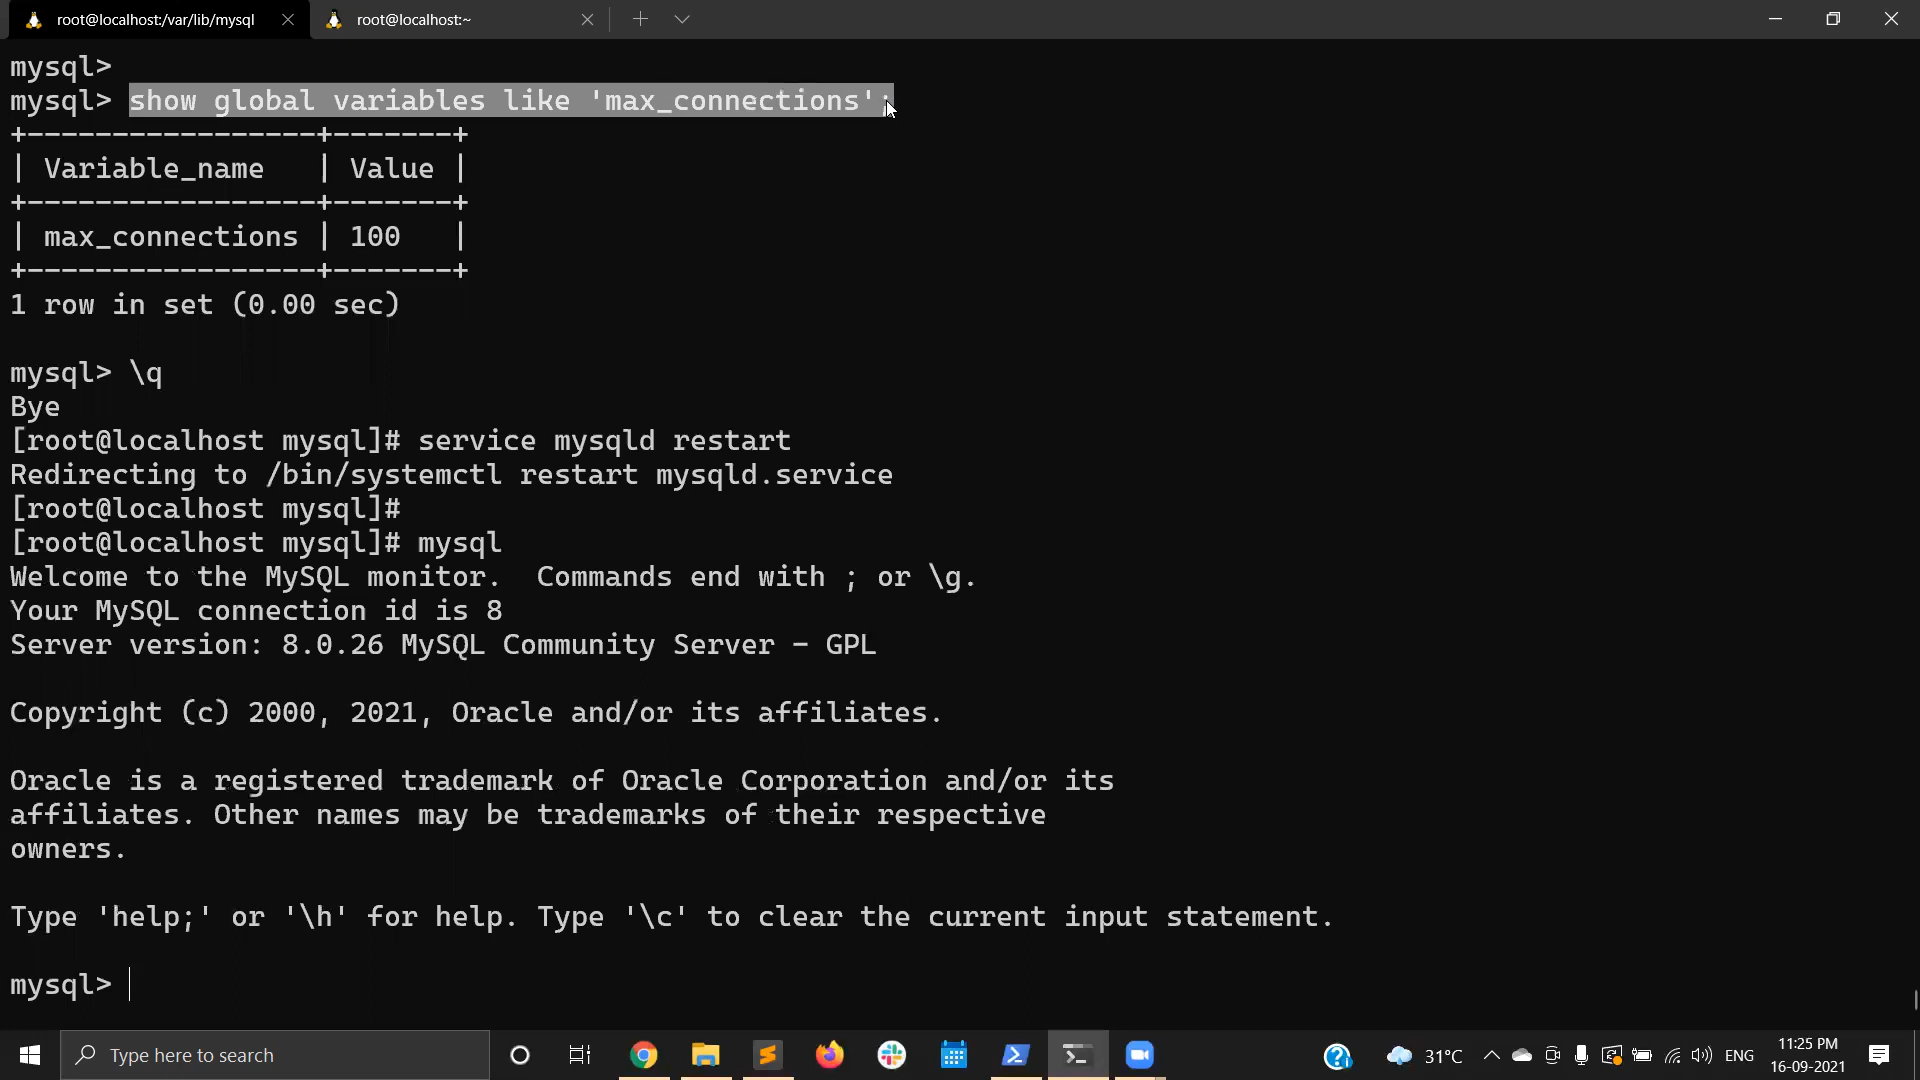 root@localhost:/var/lib/mysql
root@localhost:~
mysql>
mysql> show global variables like 'max_connections';
+-----------------+-------+
| Variable_name   | Value |
+-----------------+-------+
| max_connections | 100   |
+-----------------+-------+
1 row in set (0.00 sec)
mysql> \q
Bye
[root@localhost mysql]# service mysqld restart
Redirecting to /bin/systemctl restart mysqld.service
[root@localhost mysql]#
[root@localhost mysql]# mysql
Welcome to the MySQL monitor.  Commands end with ; or \g.
Your MySQL connection id is 8
Server version: 8.0.26 MySQL Community Server - GPL
Copyright (c) 2000, 2021, Oracle and/or its affiliates.
Oracle is a registered trademark of Oracle Corporation and/or its
affiliates. Other names may be trademarks of their respective
owners.
Type 'help;' or '\h' for help. Type '\c' to clear the current input statement.
mysql>
Type here to search
31°C
ENG
11:25 PM
16-09-2021